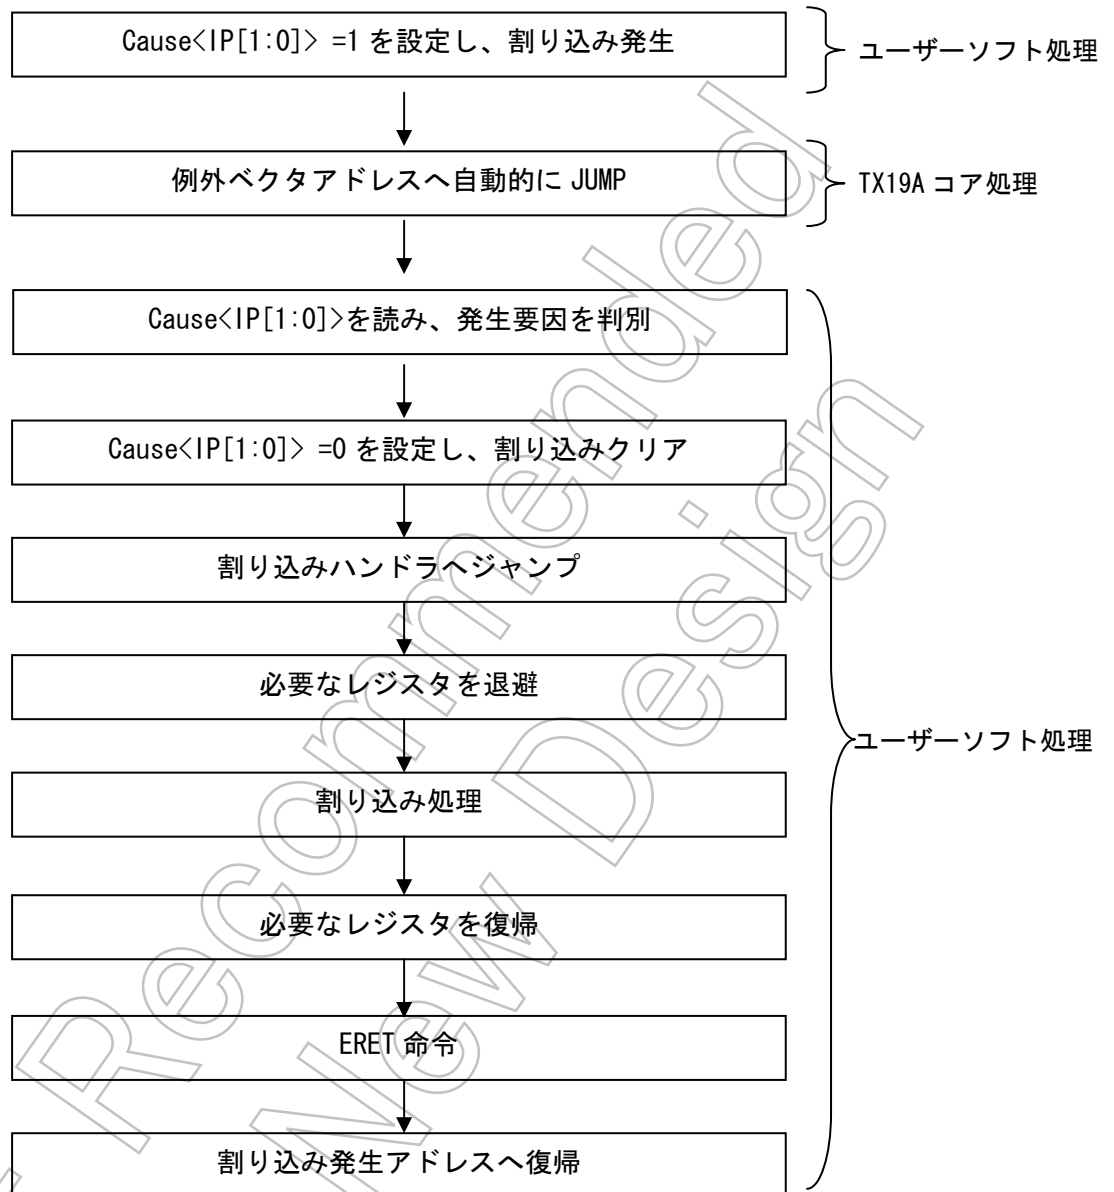 Cause<IP[1:0]> =1 を設定し、割り込み発生
ユーザーソフト処理
例外ベクタアドレスへ自動的に JUMP
TX19A コア処理
Cause<IP[1:0]>を読み、発生要因を判別
Cause<IP[1:0]> =0 を設定し、割り込みクリア
割り込みハンドラへジャンプ
必要なレジスタを退避
割り込み処理
ユーザーソフト処理
必要なレジスタを復帰
ERET 命令
割り込み発生アドレスへ復帰
Recommended
New Design